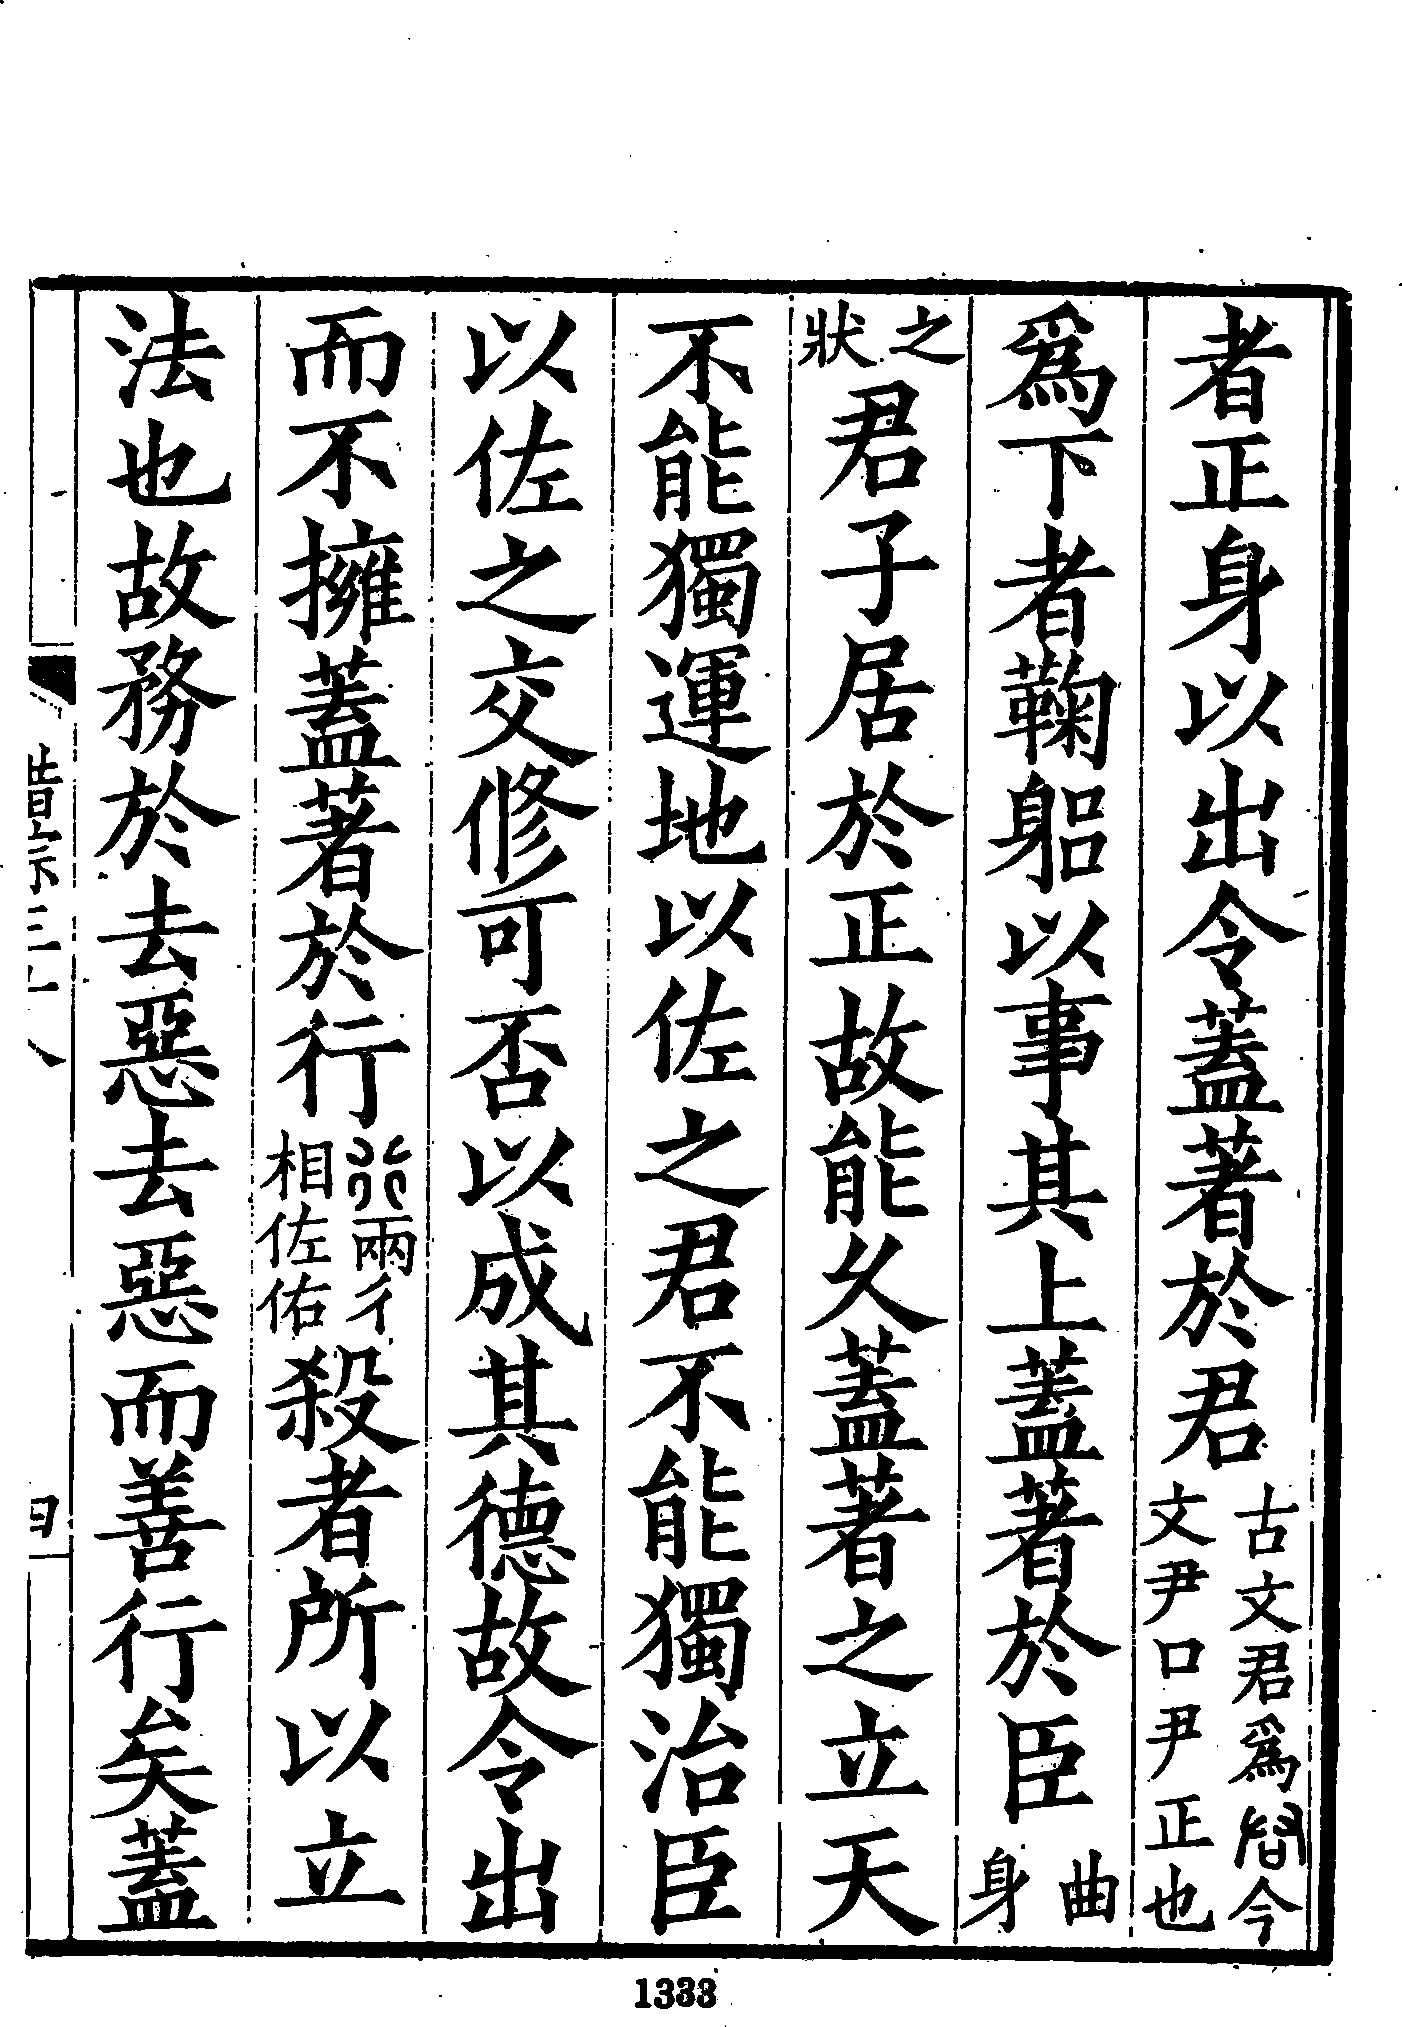 者正身以出令蓋著於君古文君爲𠱩今文尹口尹正也
爲下者鞠躳以事其上蓋著於臣曲身
之狀君子居於正故能久蓋著之立天
不能獨運地以佐之君不能獨治臣
以佐之交修可否以成其德故令出
而不擁蓋著於行兩彳相佐佑殺者所以立
法也故務於去惡去惡而善行矣蓋
1333